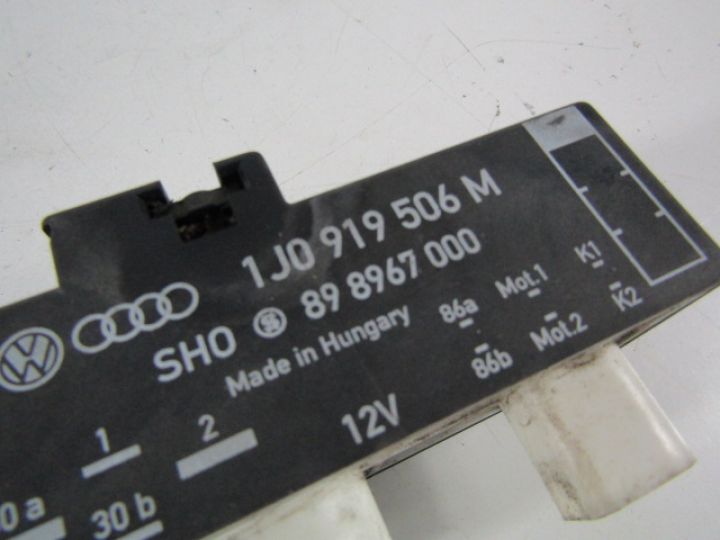 1J0 919 506 M
SHO 89 8967 000
Made in Hungary
86a Mot.1 K1
86b Mot.2 K2
12V
1 2
30 b